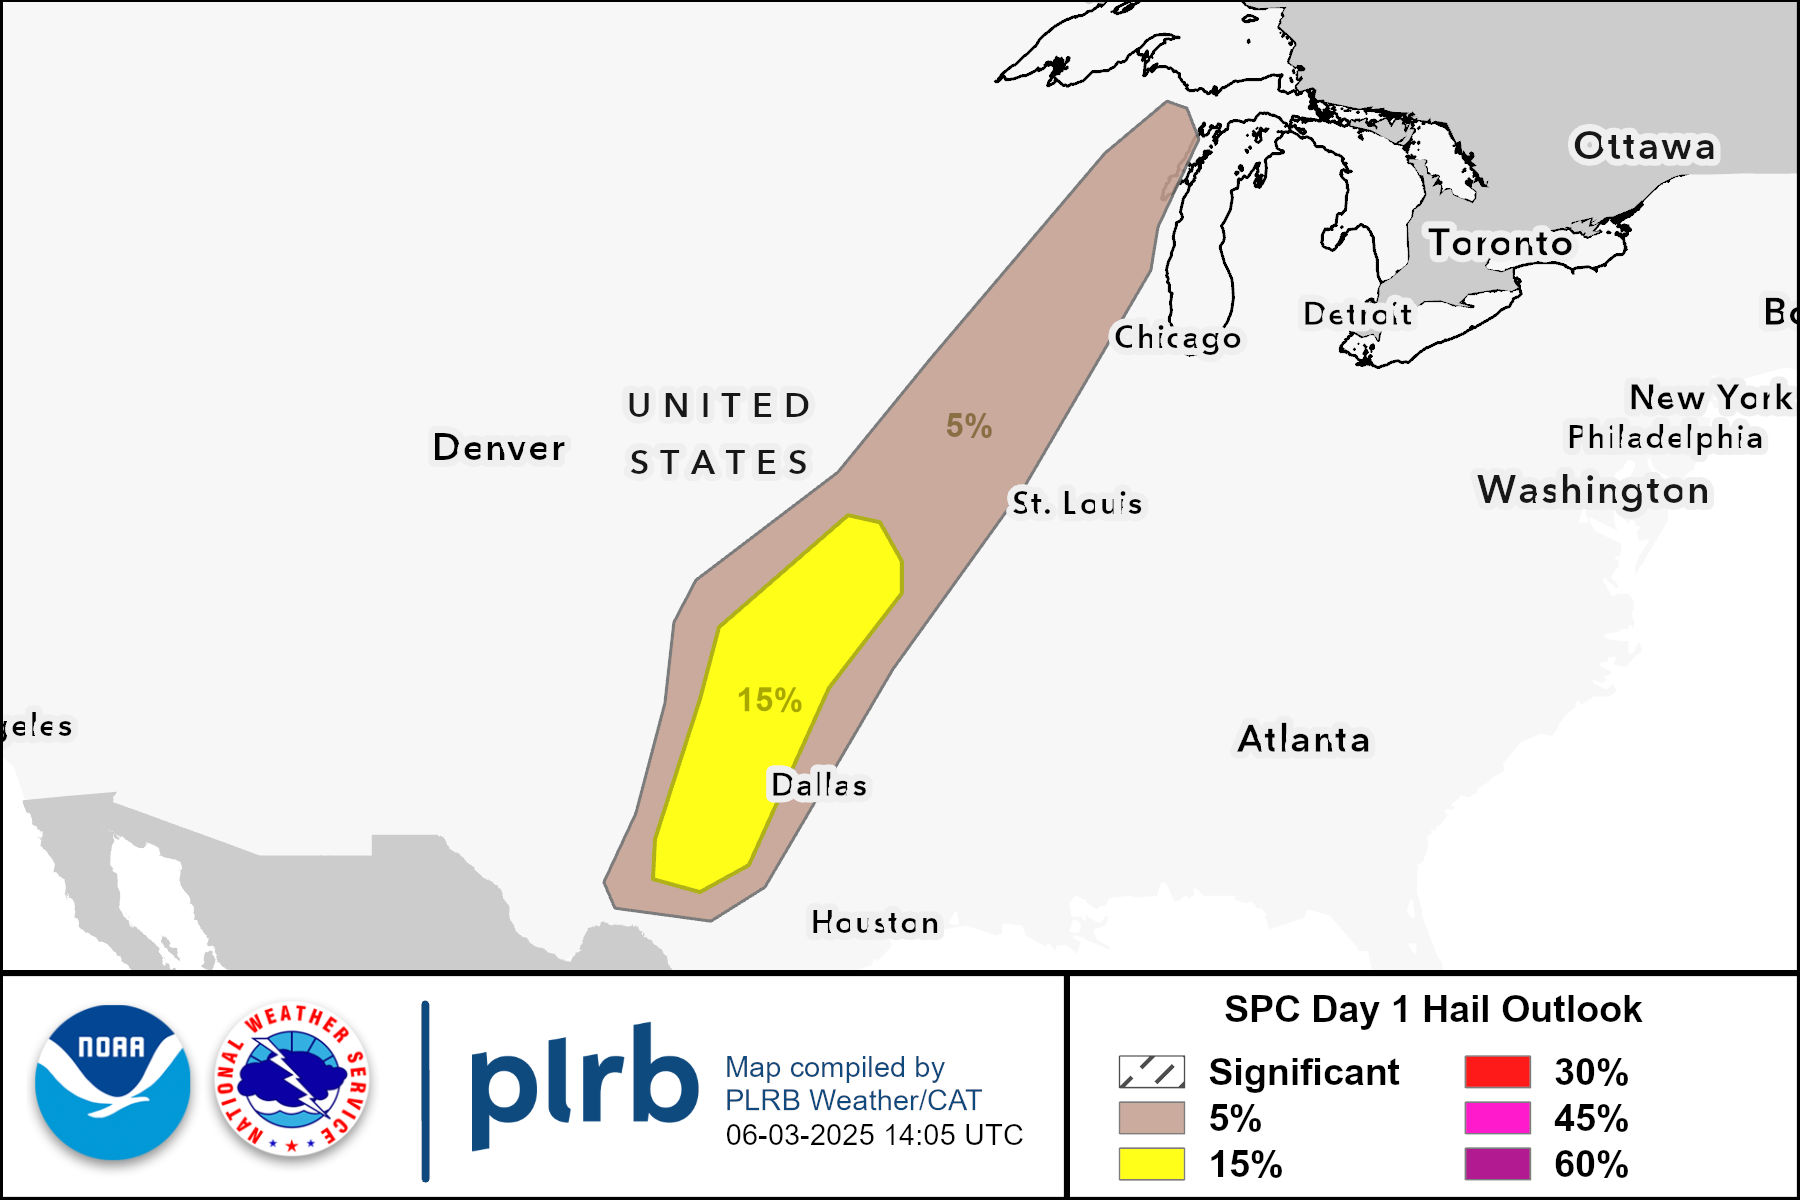 Ottawa
Toronto
Detroit
Chicago
UNITED
STATES
Denver
5%
New York
Philadelphia
Washington
St. Louis
15%
geles
Atlanta
Dallas
Houston
NOAA
NATIONAL WEATHER SERVICE
plrb
Map compiled by
PLRB Weather/CAT
06-03-2025 14:05 UTC
SPC Day 1 Hail Outlook
Significant
5%
15%
30%
45%
60%